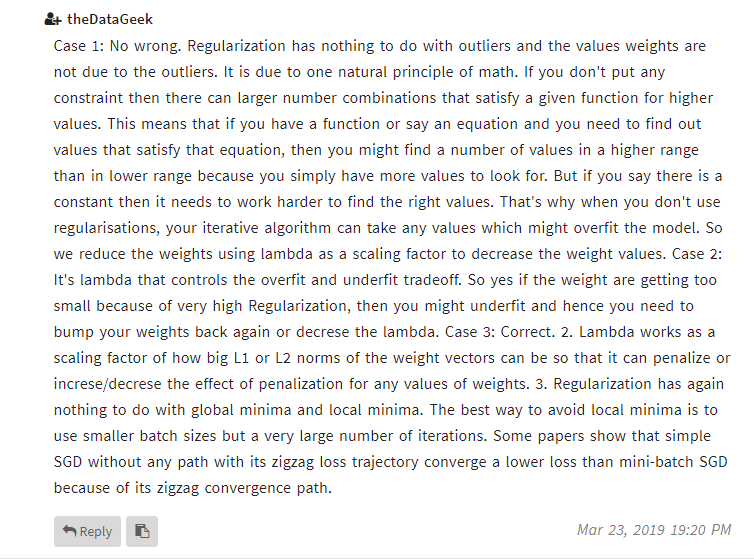 theDataGeek
Case 1: No wrong. Regularization has nothing to do with outliers and the values weights are
not due to the outliers. It is due to one natural principle of math. If you don't put any
constraint then there can larger number combinations that satisfy a given function for higher
values. This means that if you have a function or say an equation and you need to find out
values that satisfy that equation, then you might find a number of values in a higher range
than in lower range because you simply have more values to look for. But if you say there is a
constant then it needs to work harder to find the right values. That's why when you don't use
regularisations, your iterative algorithm can take any values which might overfit the model. So
we reduce the weights using lambda as a scaling factor to decrease the weight values. Case 2:
It's lambda that controls the overfit and underfit tradeoff. So yes if the weight are getting too
small because of very high Regularization, then you might underfit and hence you need to
bump your weights back again or decrese the lambda. Case 3: Correct. 2. Lambda works as a
scaling factor of how big L1 or L2 norms of the weight vectors can be so that it can penalize or
increse/decrese the effect of penalization for any values of weights. 3. Regularization has again
nothing to do with global minima and local minima. The best way to avoid local minima is to
use smaller batch sizes but a very large number of iterations. Some papers show that simple
SGD without any path with its zigzag loss trajectory converge a lower loss than mini-batch SGD
because of its zigzag convergence path.
Reply
Mar 23, 2019 19:20 PM